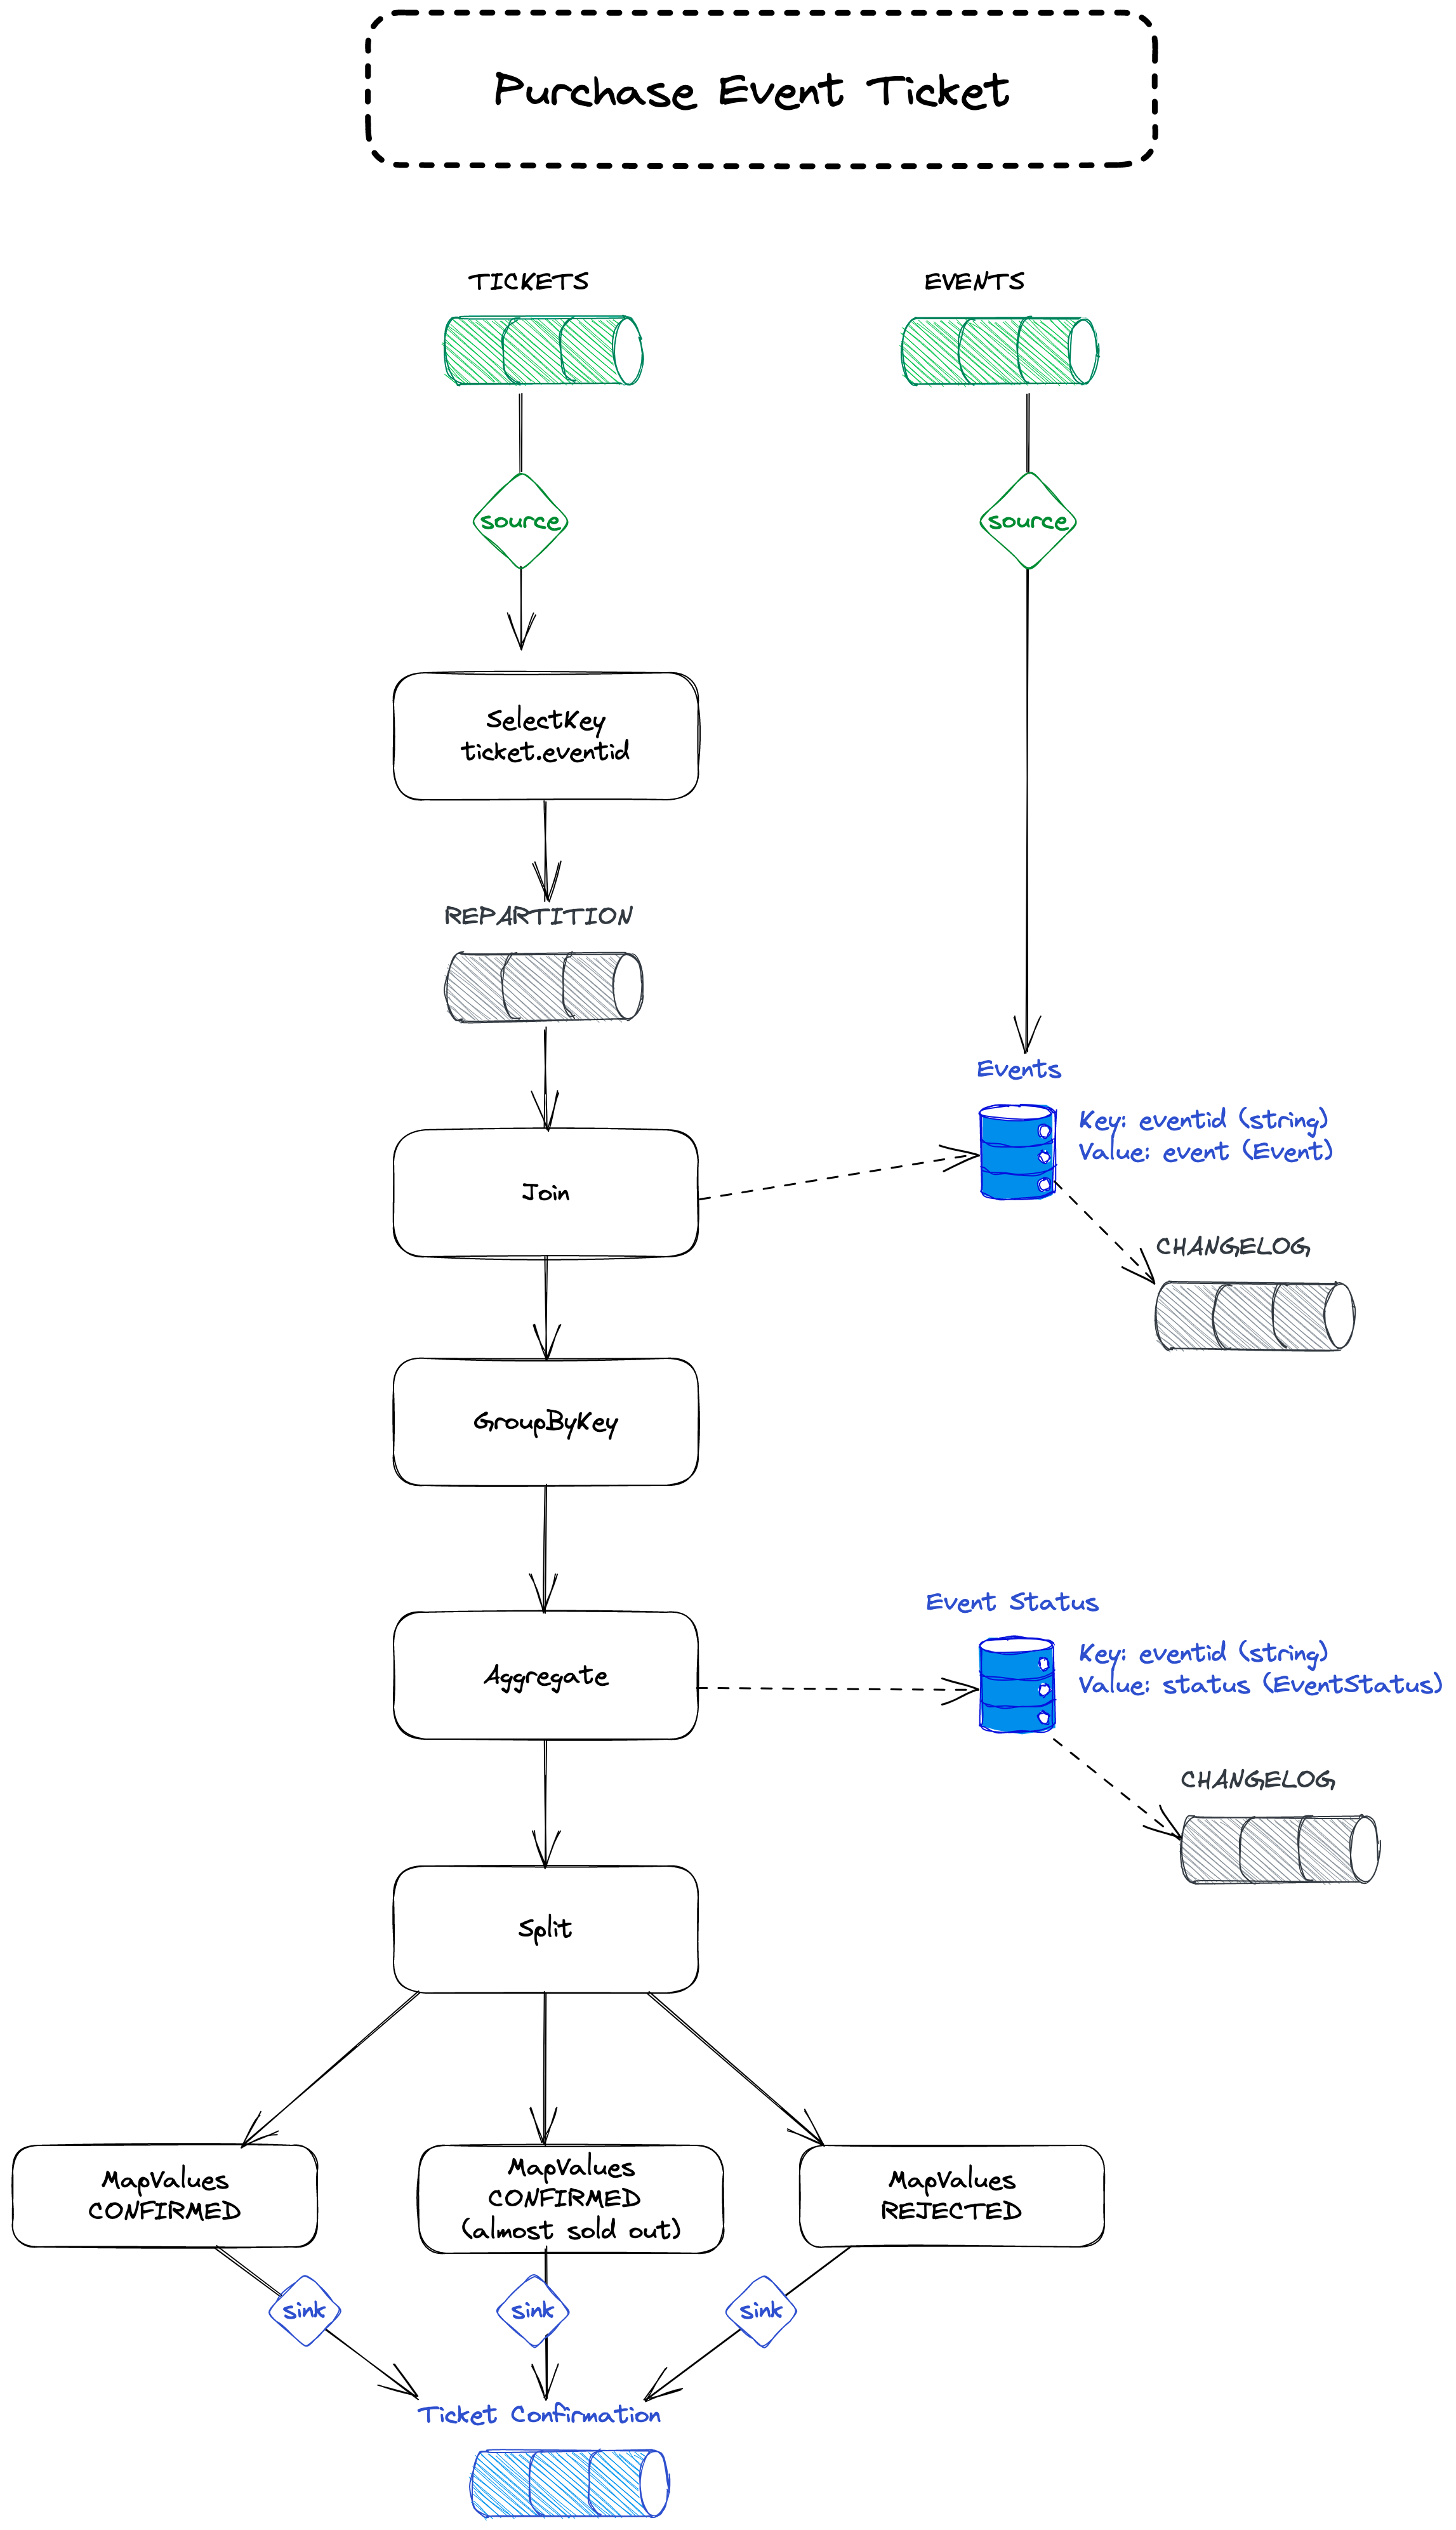 Purchase Event Ticket
TICKETS
EVENTS
source
source
SelectKey
ticket.eventid
REPARTITION
Events
Key: eventid (string)
Value: event (Event)
Join
CHANGELOG
GroupByKey
Event Status
Key: eventid (string)
Value: status (EventStatus)
Aggregate
CHANGELOG
Split
MapValues
CONFIRMED
MapValues
CONFIRMED
(almost sold out)
MapValues
REJECTED
sink
sink
sink
Ticket Confirmation